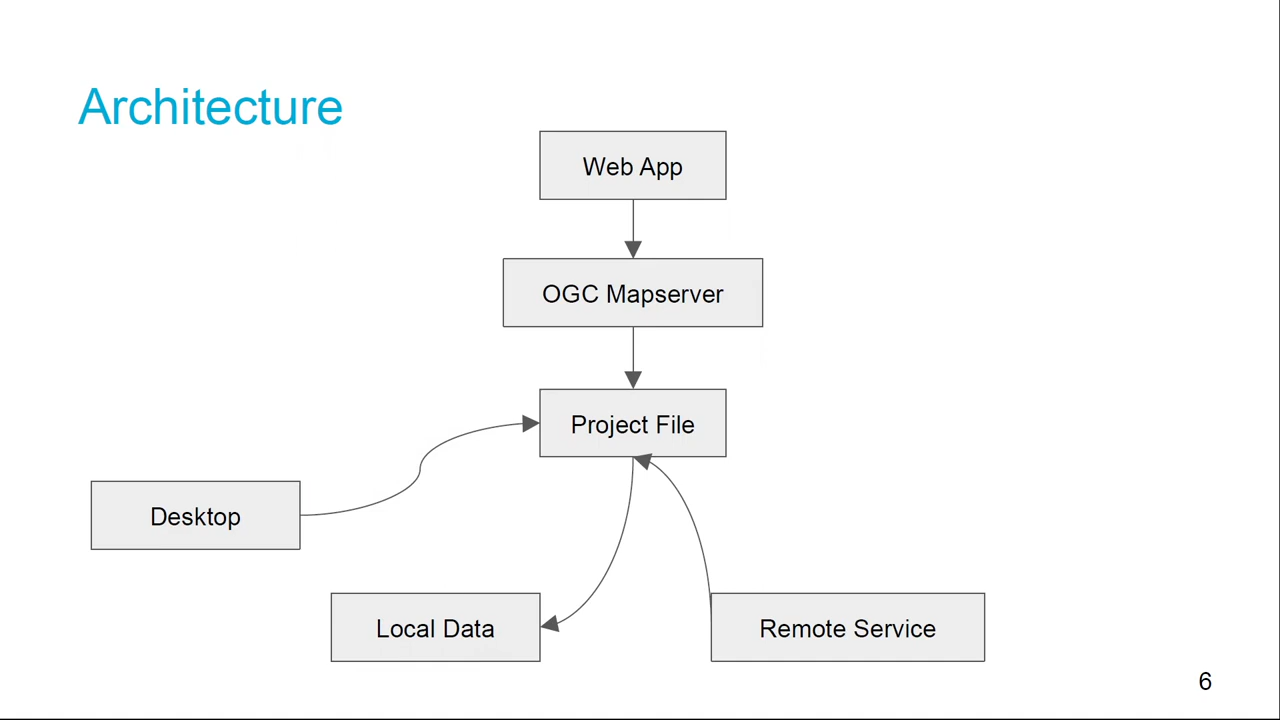 Architecture
Web App
OGC Mapserver
Project File
Desktop
Local Data
Remote Service
6